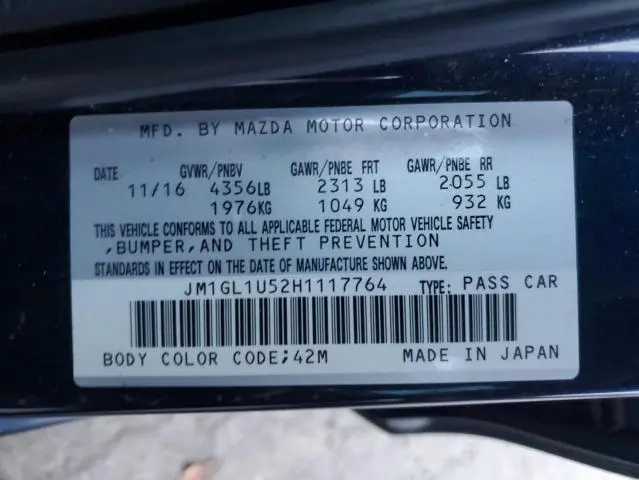 MFD. BY MAZDA MOTOR CORPORATION
DATE GVWR/PNBV GAWR/PNBE FRT GAWR/PNBE RR
11/16 4356LB 2313 LB 2055 LB
1976KG 1049 KG 932 KG
THIS VEHICLE CONFORMS TO ALL APPLICABLE FEDERAL MOTOR VEHICLE SAFETY
,BUMPER,AND THEFT PREVENTION
STANDARDS IN EFFECT ON THE DATE OF MANUFACTURE SHOWN ABOVE.
JM1GL1U52H1117764 TYPE: PASS CAR
BODY COLOR CODE;42M MADE IN JAPAN